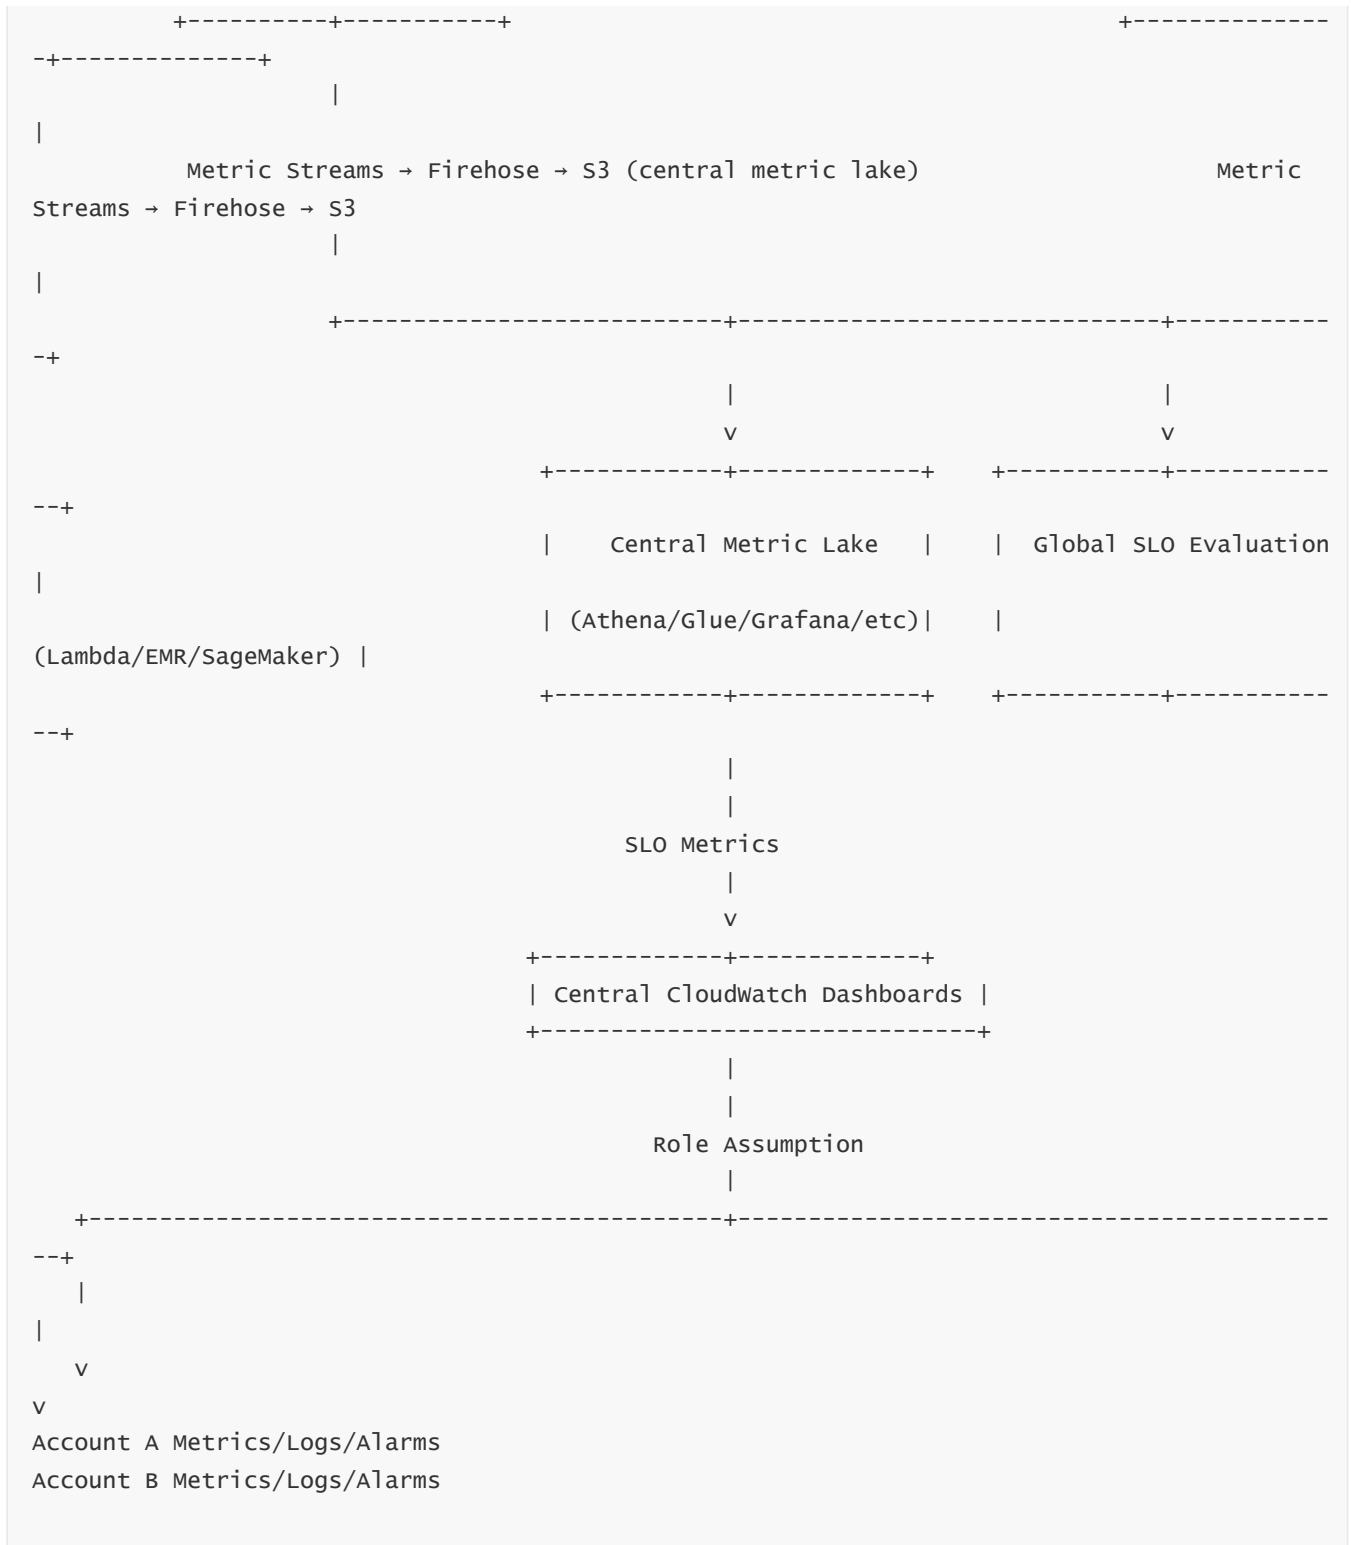 +----------+-----------+                                           +--------------
-+--------------+
                     |
|
           Metric Streams → Firehose → S3 (central metric lake)                     Metric
Streams → Firehose → S3
                     |
|
                     +---------------------------+------------------------------+-----------
-+
                                                 |                              |
                                                 v                              v
                                    +------------+-------------+    +-----------+-----------
--+
                                    |    Central Metric Lake   |    |  Global SLO Evaluation
|
                                    | (Athena/Glue/Grafana/etc)|    |
(Lambda/EMR/SageMaker) |
                                    +------------+-------------+    +-----------+-----------
--+
                                                 |
                                                 |
                                          SLO Metrics
                                                 |
                                                 v
                                   +-------------+-------------+
                                   | Central CloudWatch Dashboards |
                                   +-------------------------------+
                                                 |
                                                 |
                                            Role Assumption
                                                 |
   +---------------------------------------------+------------------------------------------
--+
   |
|
   v
v
Account A Metrics/Logs/Alarms
Account B Metrics/Logs/Alarms